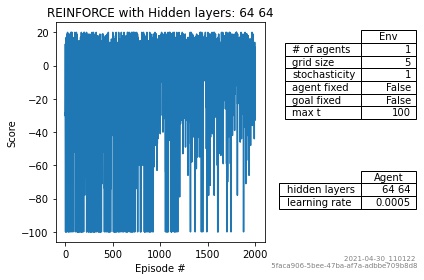 REINFORCE with Hidden layers: 64 64
Score
20
0
−20
−40
−60
−80
−100
0 500 1000 1500 2000
Episode #
Env
# of agents 1
grid size 5
stochasticity 1
agent fixed False
goal fixed False
max t 100
Agent
hidden layers 64 64
learning rate 0.0005
2021-04-30_110122
5faca906-5bee-47ba-af7a-adbbe709b8d8